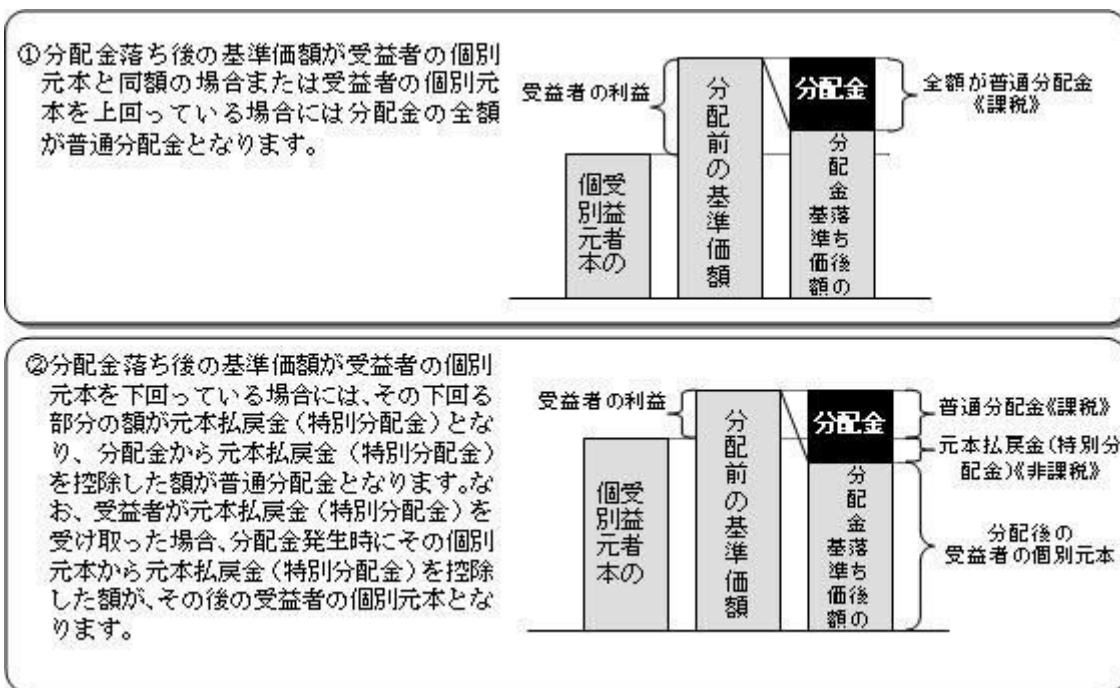 ①分配金落ち後の基準価額が受益者の個別
元本と同額の場合または受益者の個別元
本を上回っている場合には分配金の全額
が普通分配金となります。
受益者の利益
受益者の
個別元本
分配前の基準価額
分配金
分配金落ち後の
基準価額
全額が普通分配金
《課税》
②分配金落ち後の基準価額が受益者の個別
元本を下回っている場合には、その下回る
部分の額が元本払戻金（特別分配金）とな
り、分配金から元本払戻金（特別分配金）
を控除した額が普通分配金となります。な
お、受益者が元本払戻金（特別分配金）を
受け取った場合、分配金発生時にその個別
元本から元本払戻金（特別分配金）を控除
した額が、その後の受益者の個別元本とな
ります。
受益者の利益
受益者の
個別元本
分配前の基準価額
分配金
分配金落ち後の
基準価額
普通分配金《課税》
元本払戻金（特別分
配金）《非課税》
分配後の
受益者の個別元本